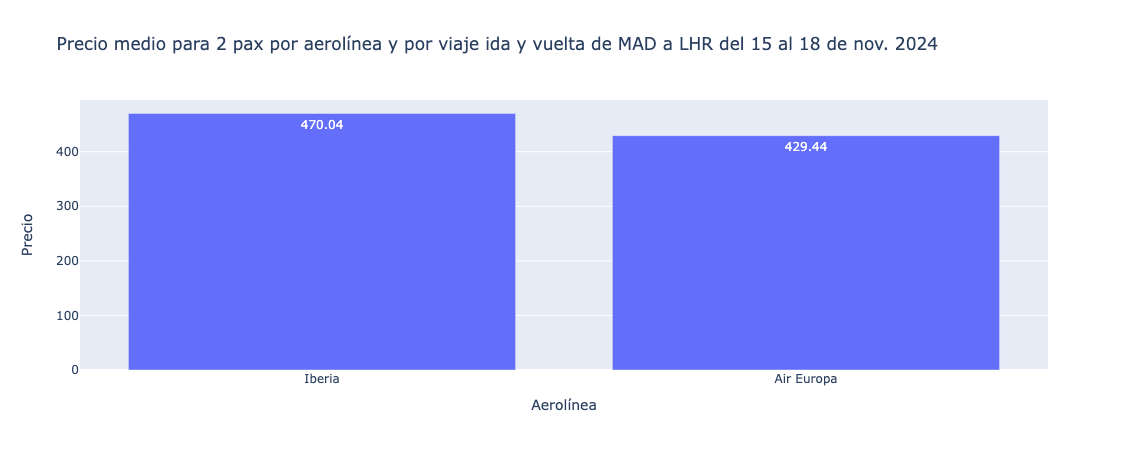 Precio medio para 2 pax por aerolínea y por viaje ida y vuelta de MAD a LHR del 15 al 18 de nov. 2024
470.04
429.44
400
300
200
100
0
Precio
Iberia
Air Europa
Aerolínea